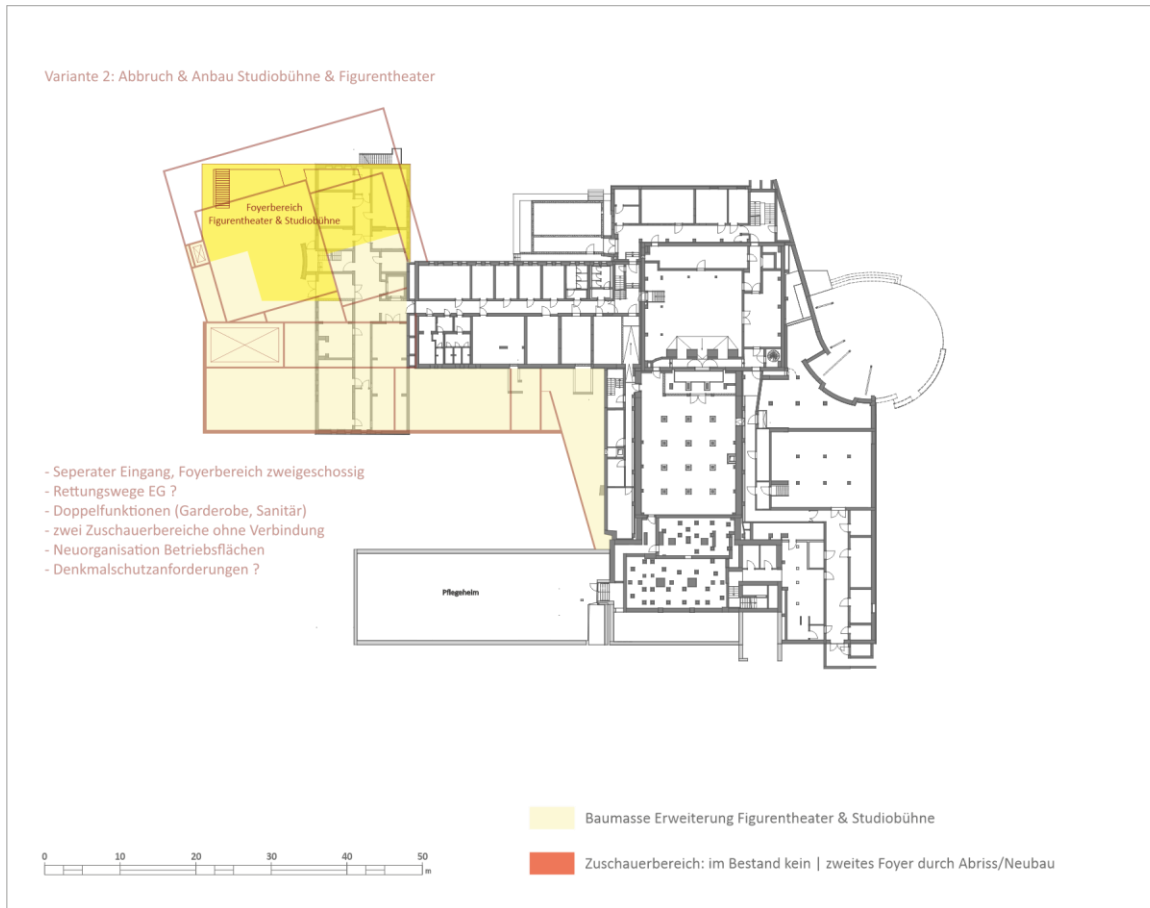 Variante 2: Abbruch & Anbau Studiobühne & Figurentheater
Foyerbereich
Figurentheater & Studiobühne
- Seperater Eingang, Foyerbereich zweigeschossig
- Rettungswege EG ?
- Doppelfunktionen (Garderobe, Sanitär)
- zwei Zuschauerbereiche ohne Verbindung
- Neuorganisation Betriebsflächen
- Denkmalschutzanforderungen ?
Pflegeheim
Baumasse Erweiterung Figurentheater & Studiobühne
Zuschauerbereich: im Bestand kein | zweites Foyer durch Abriss/Neubau
0 10 20 30 40 50
m